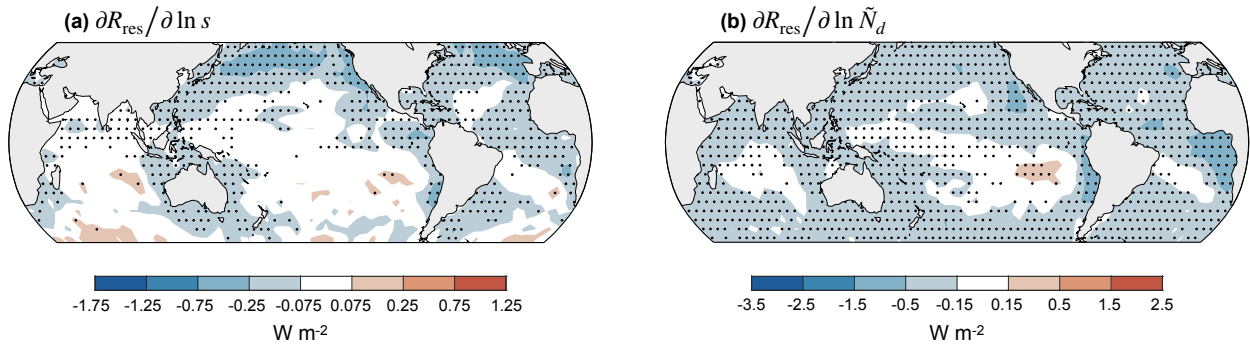 (a) ∂R_res/∂ ln s
(b) ∂R_res/∂ ln Ñ_d
-1.75 -1.25 -0.75 -0.25 -0.075 0.075 0.25 0.75 1.25
W m⁻²
-3.5 -2.5 -1.5 -0.5 -0.15 0.15 0.5 1.5 2.5
W m⁻²